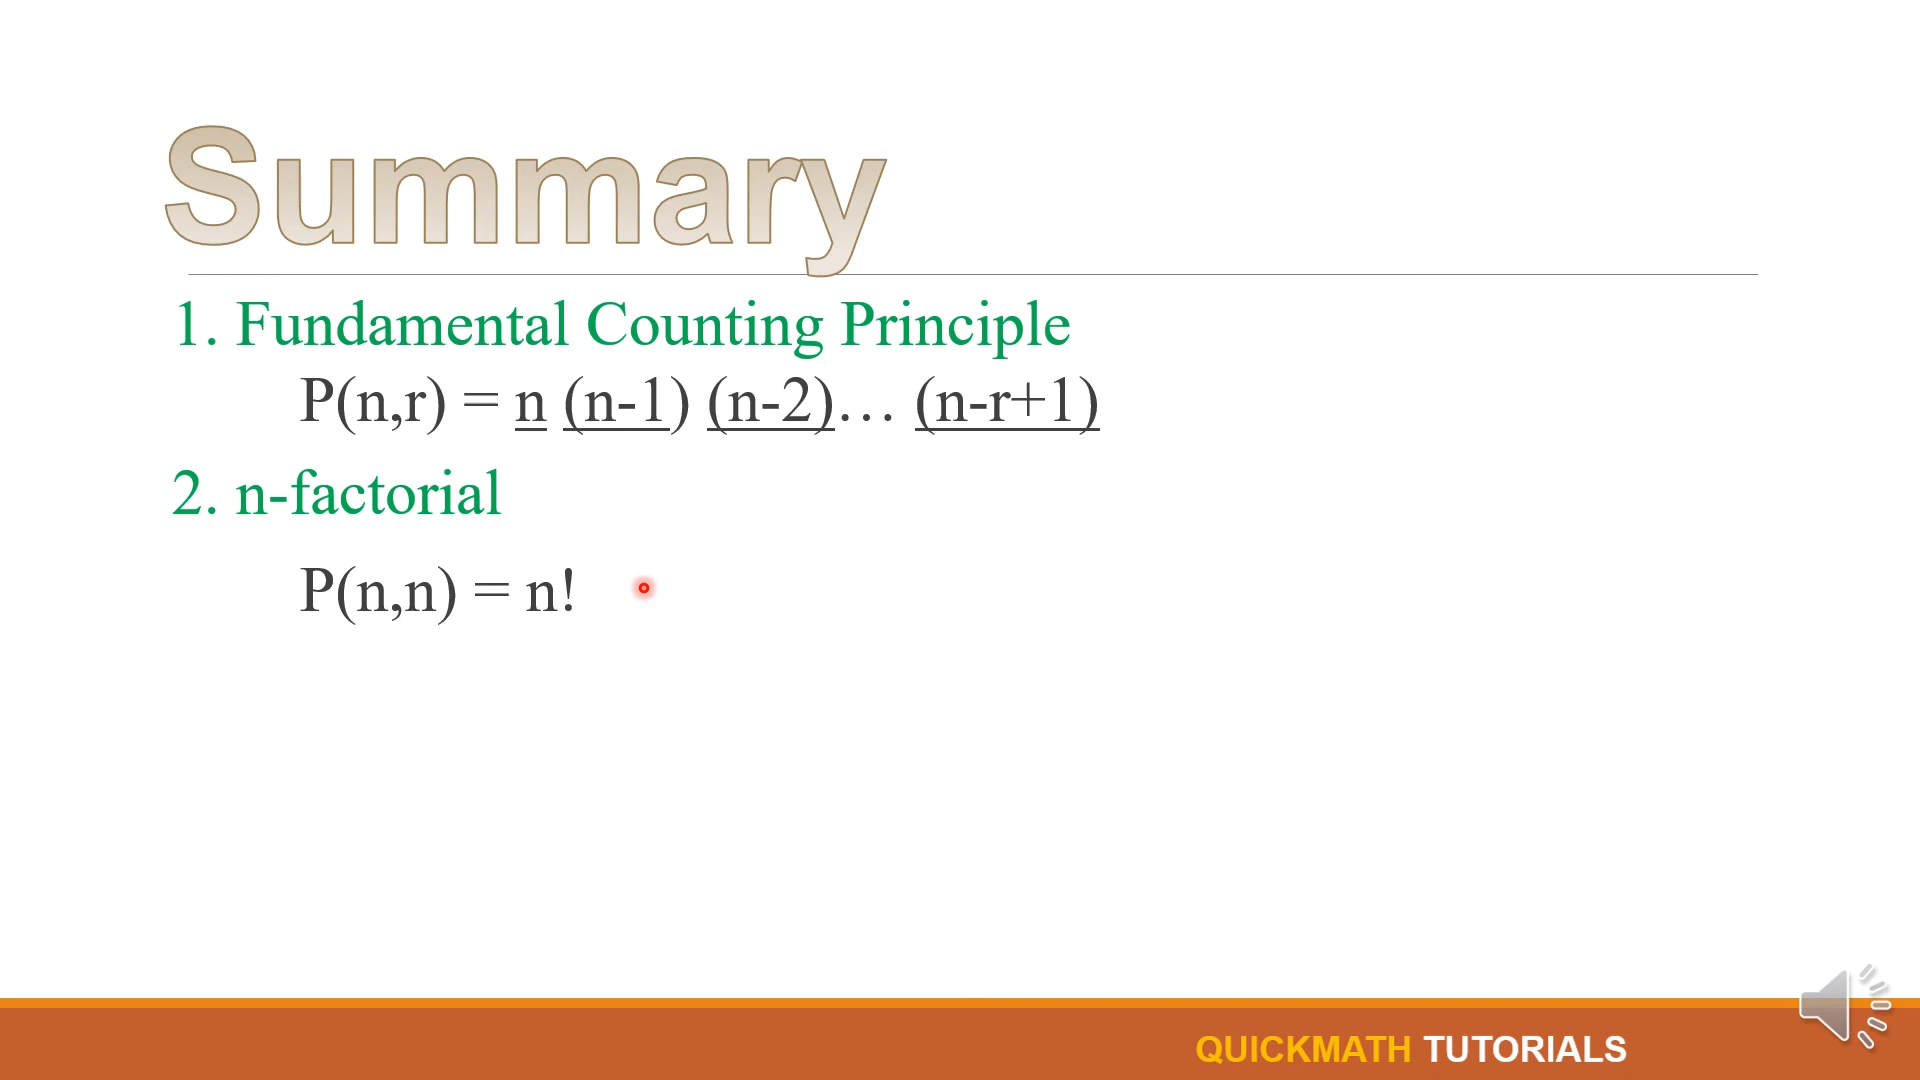 Summary
1. Fundamental Counting Principle
P(n,r) = n (n-1) (n-2)… (n-r+1)
2. n-factorial
P(n,n) = n!
QUICKMATH TUTORIALS